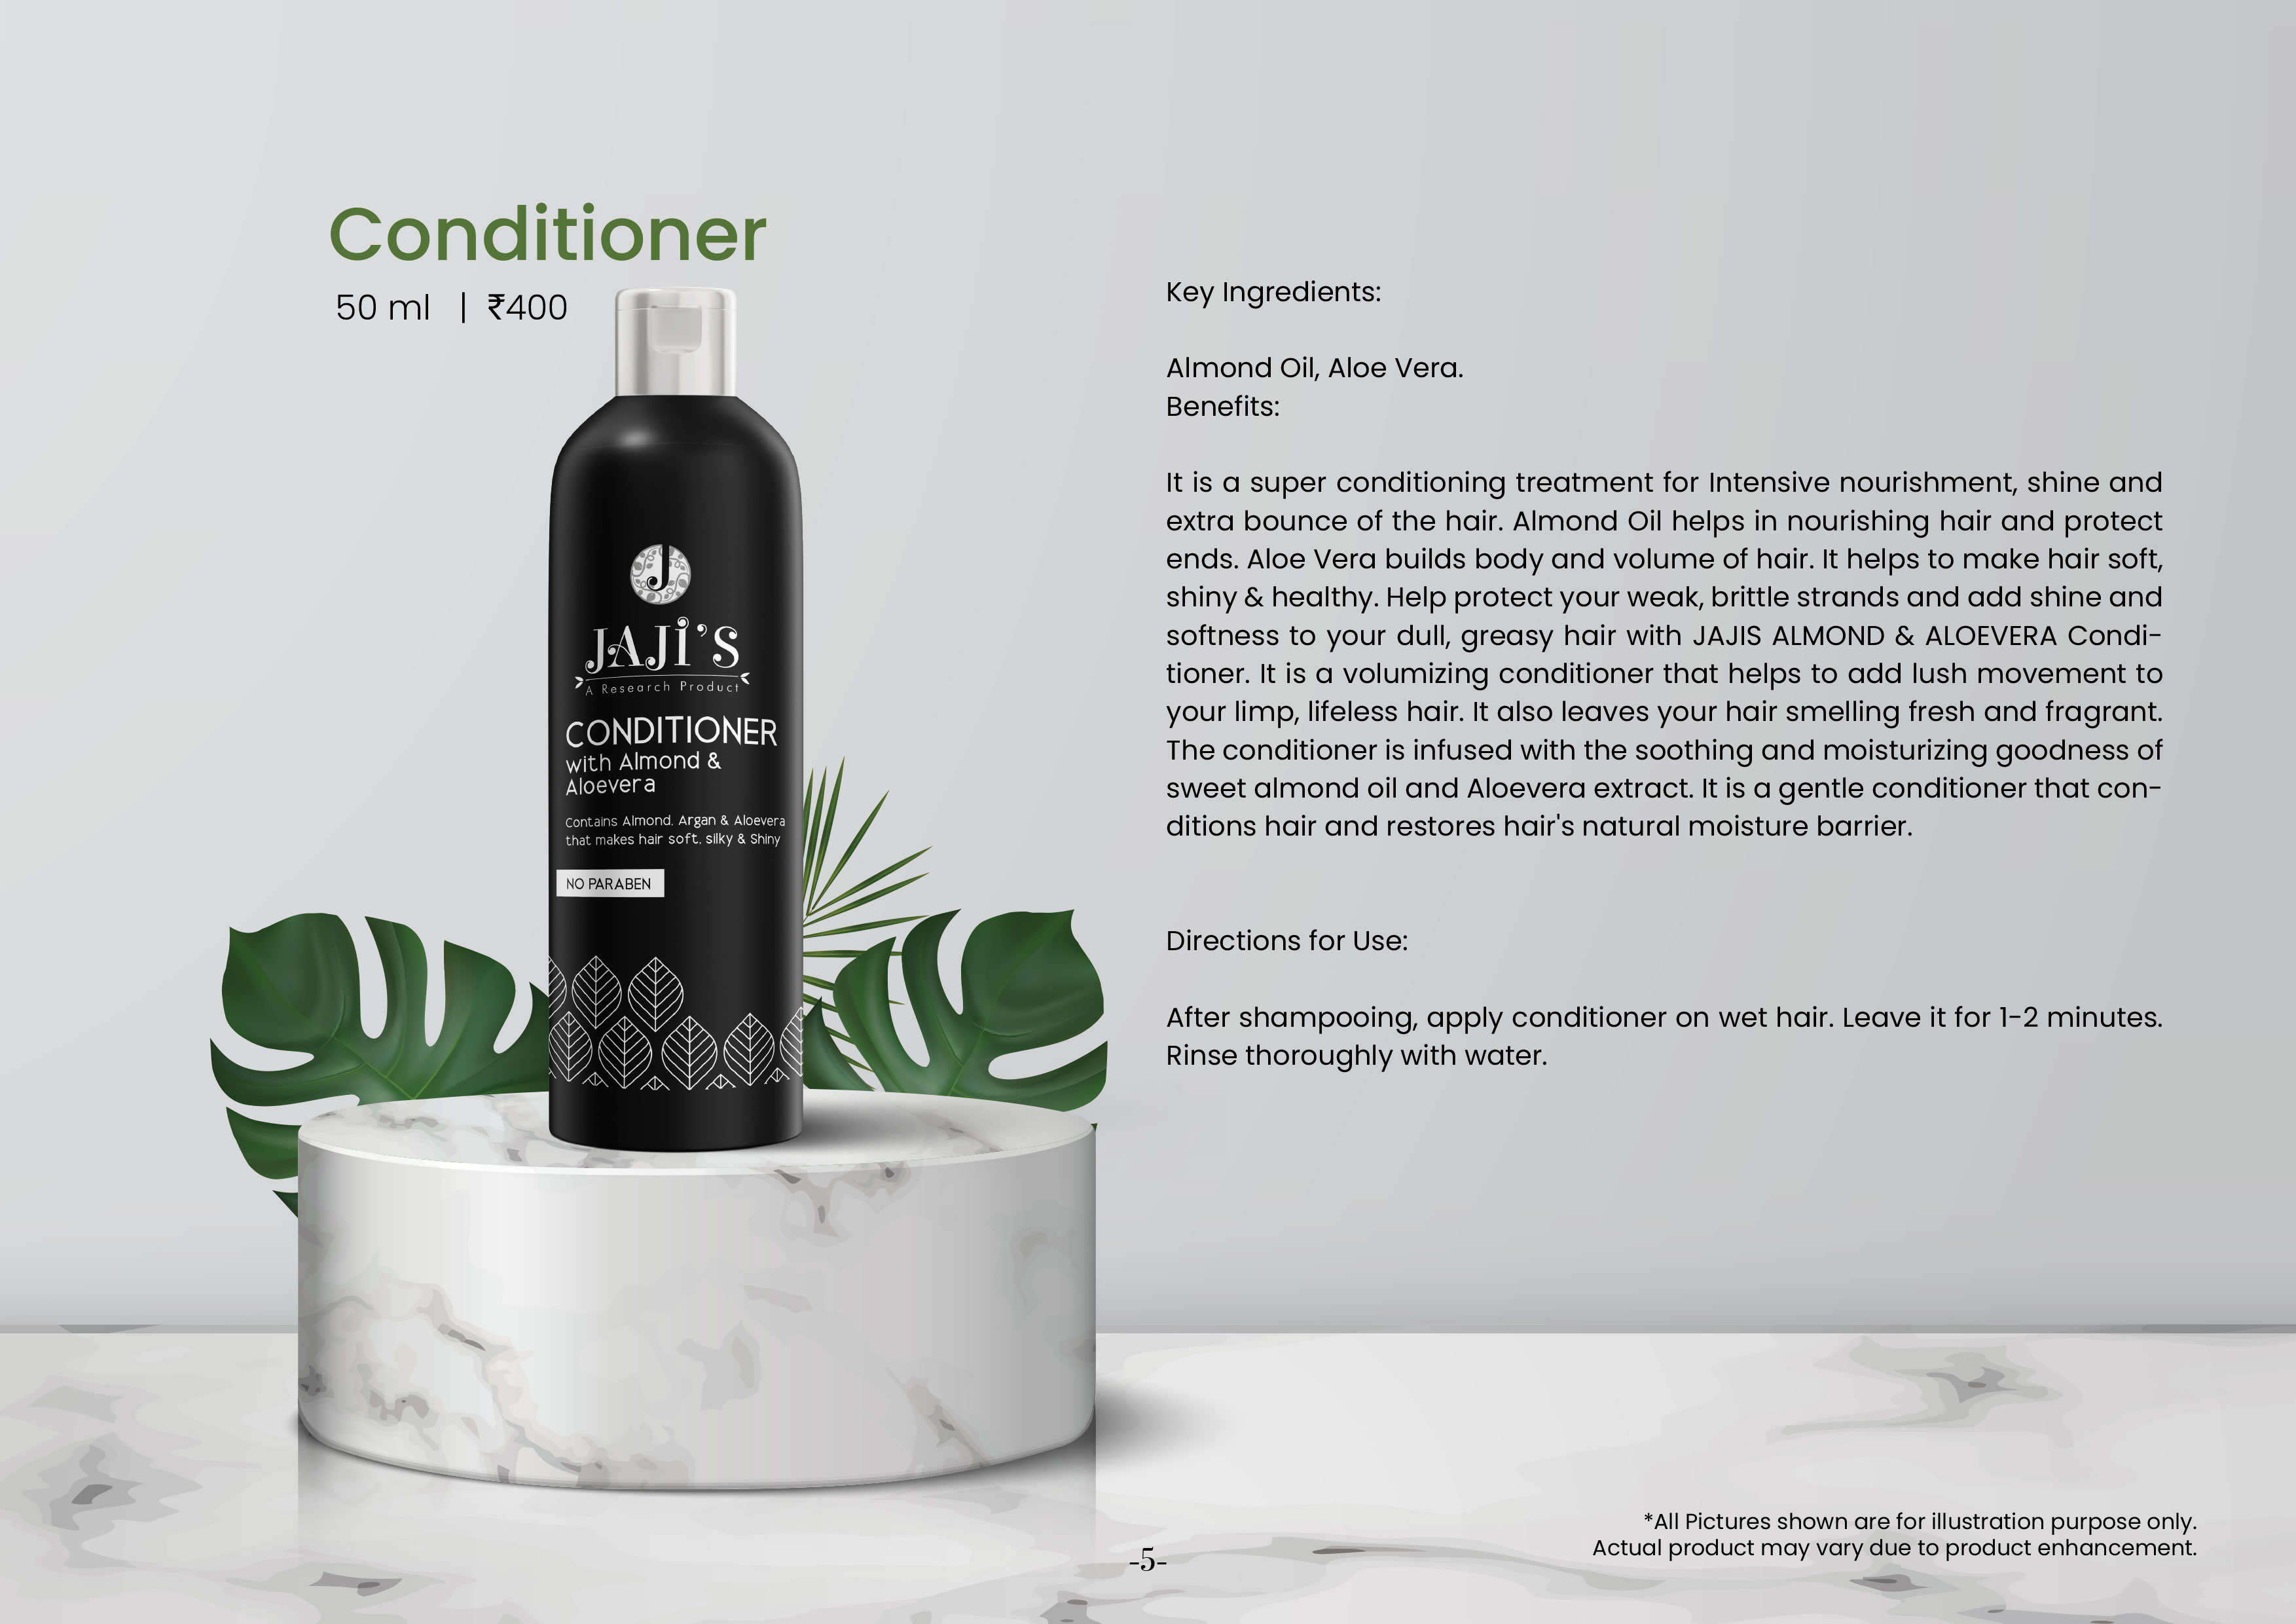 Conditioner
50 ml | ₹400
J
JAJI'S
A Research Product
CONDITIONER
with Almond &
Aloevera
Contains Almond, Argan & Aloevera
that makes hair soft, silky & Shiny
NO PARABEN
Key Ingredients:
Almond Oil, Aloe Vera.
Benefits:
It is a super conditioning treatment for Intensive nourishment, shine and
extra bounce of the hair. Almond Oil helps in nourishing hair and protect
ends. Aloe Vera builds body and volume of hair. It helps to make hair soft,
shiny & healthy. Help protect your weak, brittle strands and add shine and
softness to your dull, greasy hair with JAJIS ALMOND & ALOEVERA Condi-
tioner. It is a volumizing conditioner that helps to add lush movement to
your limp, lifeless hair. It also leaves your hair smelling fresh and fragrant.
The conditioner is infused with the soothing and moisturizing goodness of
sweet almond oil and Aloevera extract. It is a gentle conditioner that con-
ditions hair and restores hair's natural moisture barrier.
Directions for Use:
After shampooing, apply conditioner on wet hair. Leave it for 1-2 minutes.
Rinse thoroughly with water.
*All Pictures shown are for illustration purpose only.
Actual product may vary due to product enhancement.
-5-